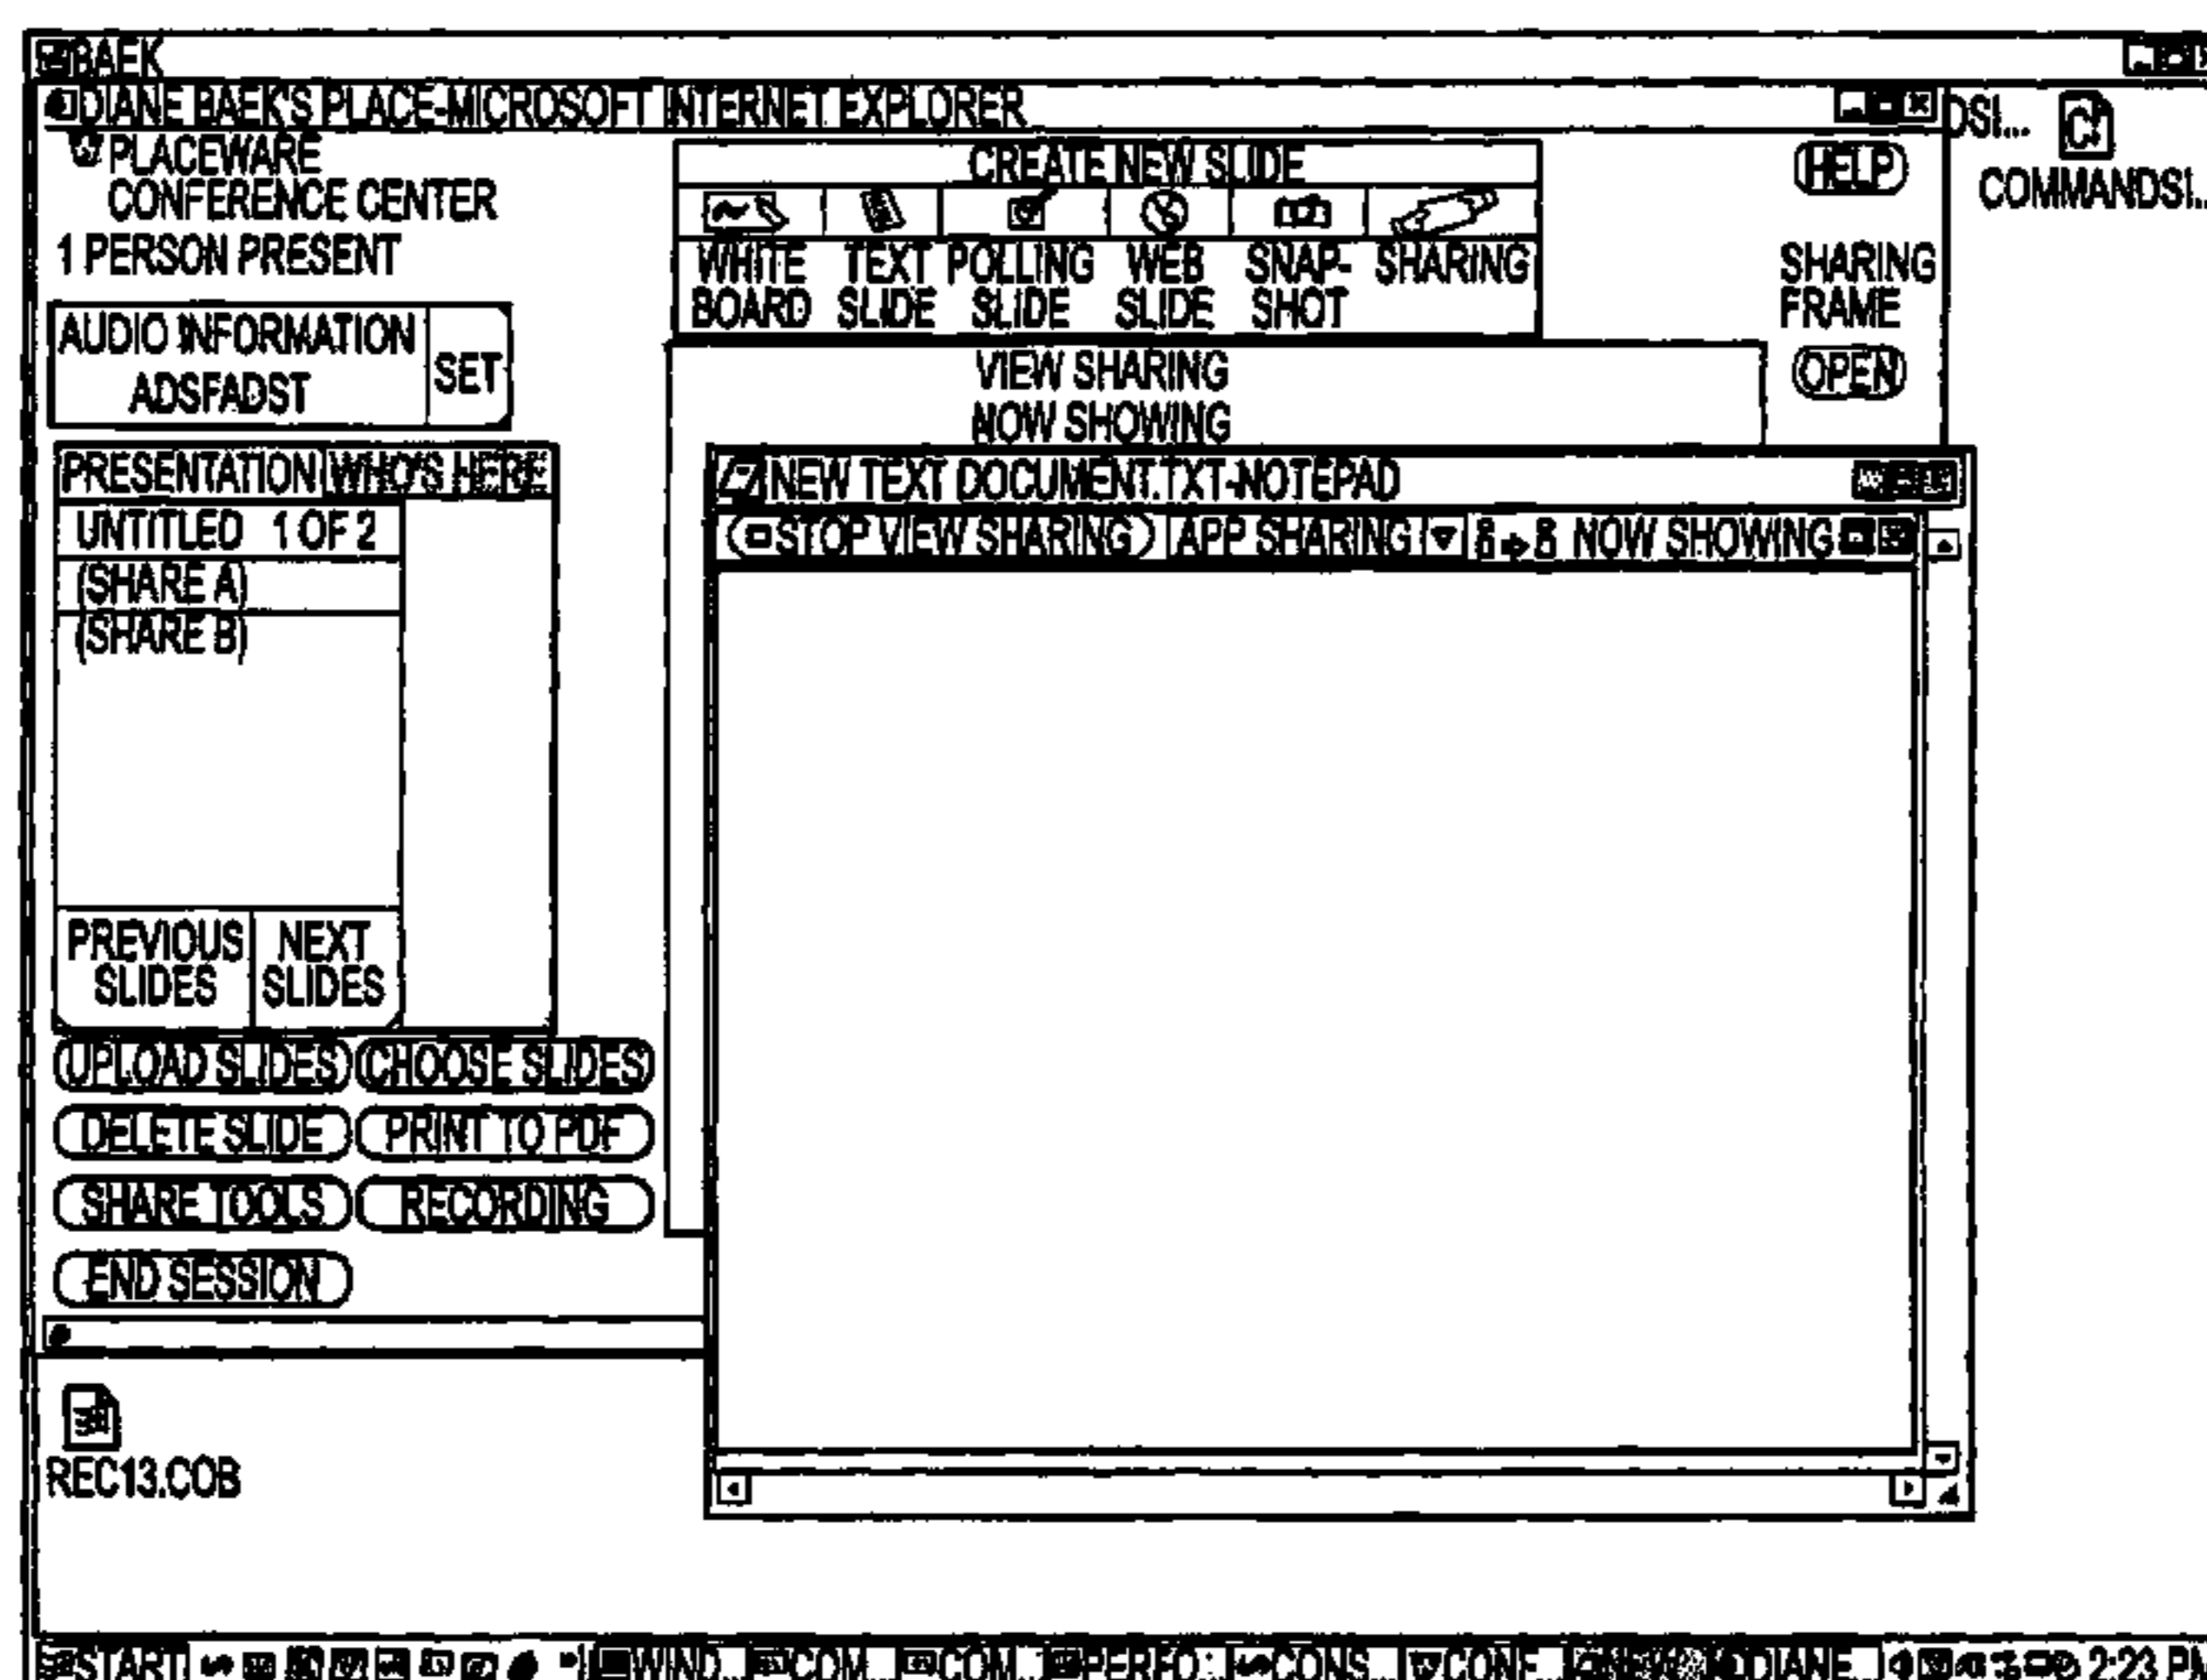 BAEK
DIANE BAEK'S PLACE-MICROSOFT INTERNET EXPLORER
DSI...
COMMANDSI...
PLACEWARE
CONFERENCE CENTER
1 PERSON PRESENT
CREATE NEW SLIDE
WHITE BOARD
TEXT SLIDE
POLLING SLIDE
WEB SLIDE
SNAP-SHOT
SHARING
HELP
SHARING
FRAME
OPEN
AUDIO INFORMATION
ADSFADST
SET
VIEW SHARING
NOW SHOWING
PRESENTATION WHO'S HERE
UNTITLED 1 OF 2
(SHARE A)
(SHARE B)
PREVIOUS SLIDES
NEXT SLIDES
UPLOAD SLIDES CHOOSE SLIDES
DELETE SLIDE PRINT TO PDF
SHARE TOOLS RECORDING
END SESSION
NEW TEXT DOCUMENT.TXT-NOTEPAD
STOP VIEW SHARING APP SHARING NOW SHOWING
REC13.COB
START WIND... COM... COM... PERFO... CONS... CONF... NEW DIANE... 2:23 PM